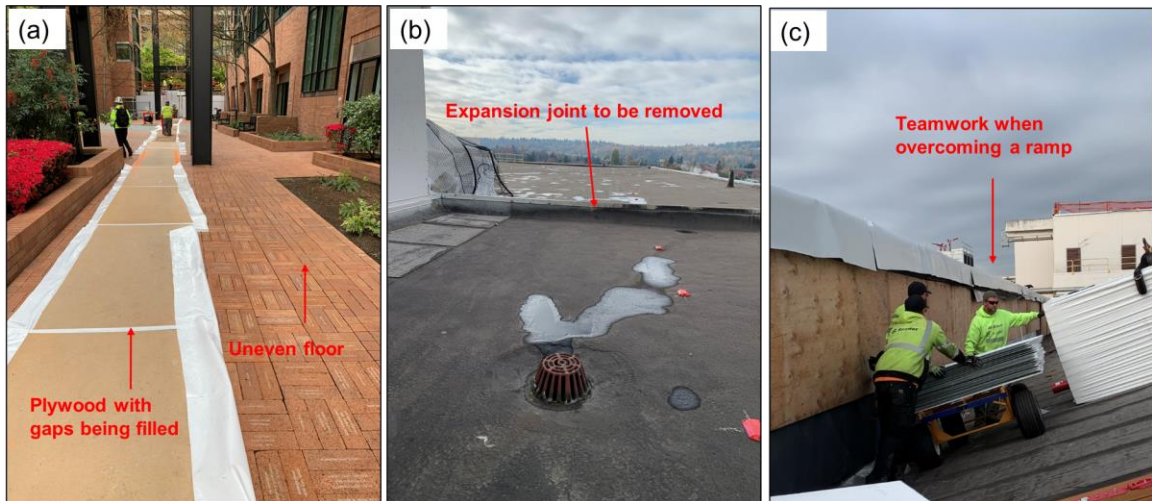 (a)
Uneven floor
Plywood with
gaps being filled
(b)
Expansion joint to be removed
(c)
Teamwork when
overcoming a ramp